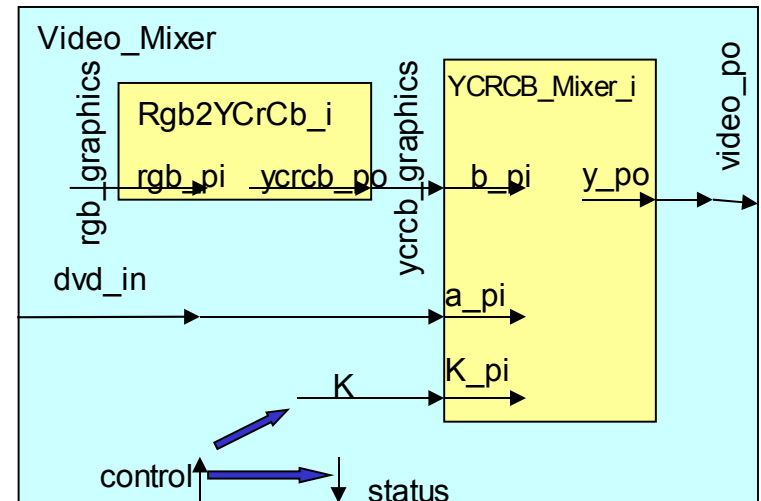 Video_Mixer
rgb_graphics
Rgb2YCrCb_i
rgb_pi
ycrcb_po
ycrcb_graphics
YCRCB_Mixer_i
b_pi
y_po
video_po
dvd_in
a_pi
K
K_pi
control
status